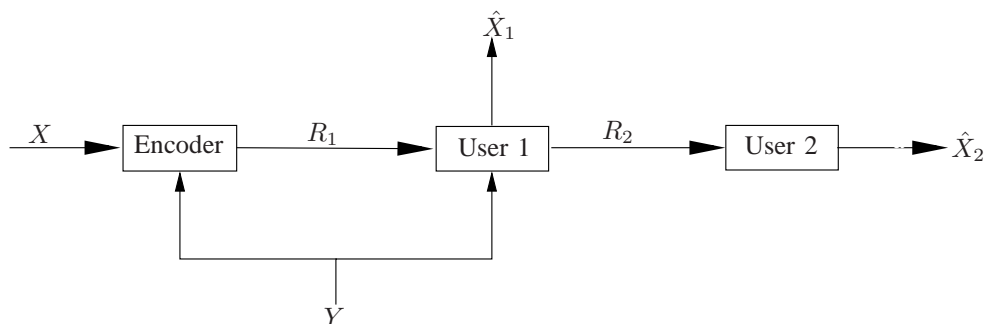 X̂₁
X
Encoder
R₁
User 1
R₂
User 2
X̂₂
Y